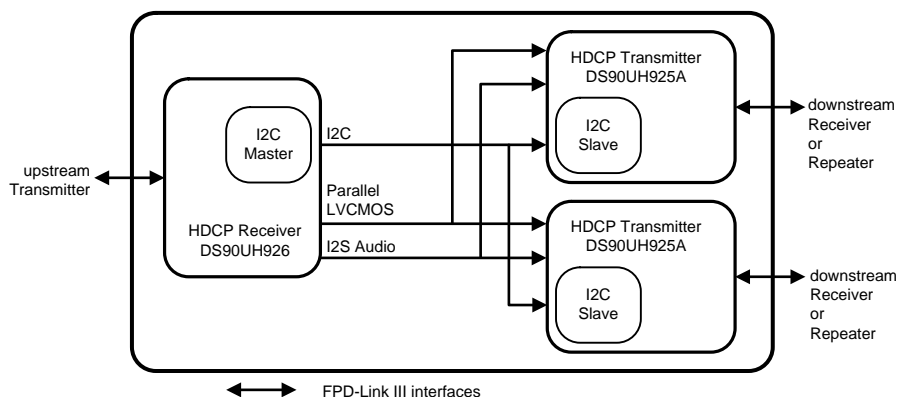 upstream
Transmitter
I2C
Master
HDCP Receiver
DS90UH926
I2C
Parallel
LVCMOS
I2S Audio
HDCP Transmitter
DS90UH925A
I2C
Slave
downstream
Receiver
or
Repeater
HDCP Transmitter
DS90UH925A
I2C
Slave
downstream
Receiver
or
Repeater
FPD-Link III interfaces